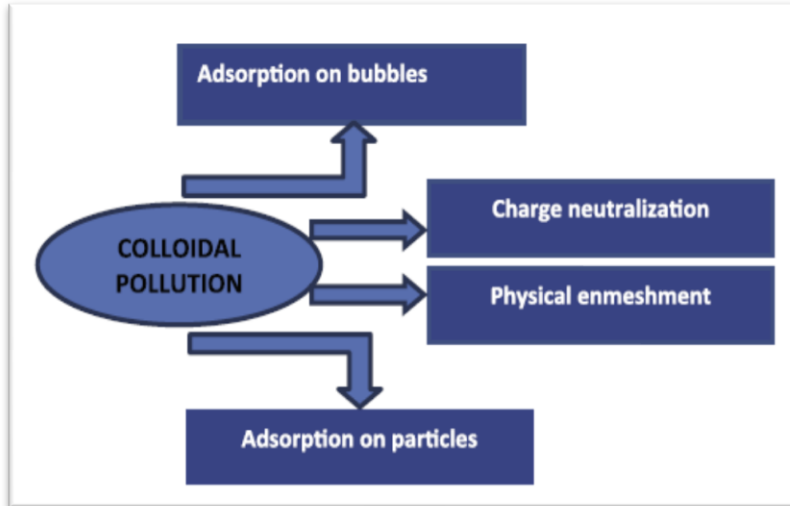 Adsorption on bubbles
Charge neutralization
COLLOIDAL
POLLUTION
Physical enmeshment
Adsorption on particles